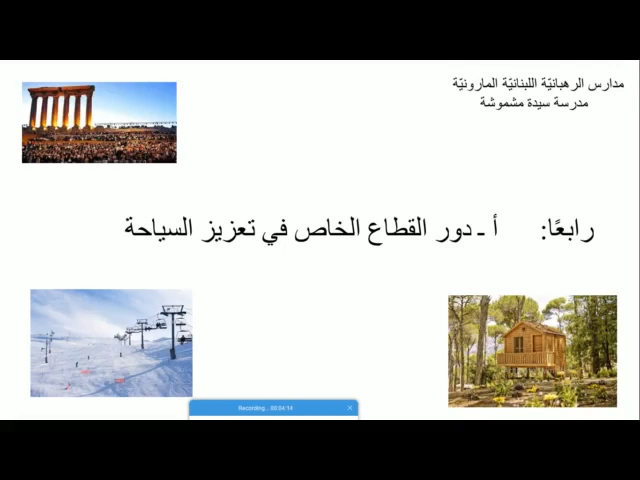 مدارس الرهبانيّة اللبنانيّة المارونيّة
مدرسة سيدة مشموشة
رابعًا: أ ـ دور القطاع الخاص في تعزيز السياحة
Recording... 00:04:14